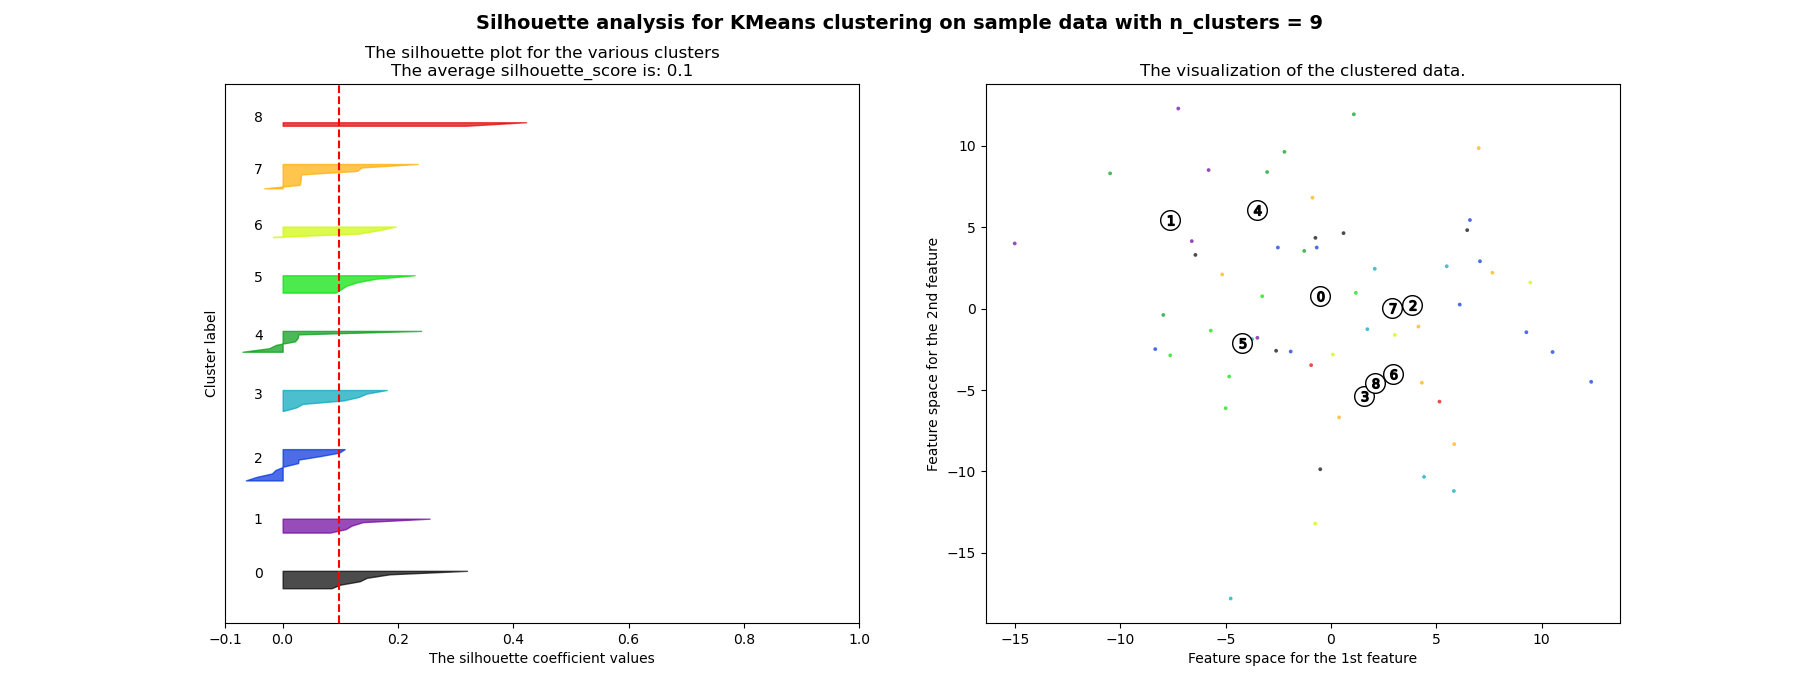 Silhouette analysis for KMeans clustering on sample data with n_clusters = 9
The silhouette plot for the various clusters
The average silhouette_score is: 0.1
Cluster label
8
7
6
5
4
3
2
1
0
−0.1 0.0 0.2 0.4 0.6 0.8 1.0
The silhouette coefficient values
The visualization of the clustered data.
Feature space for the 2nd feature
10
5
0
−5
−10
−15
4
1
0
7 2
5
6
8
3
−15 −10 −5 0 5 10
Feature space for the 1st feature